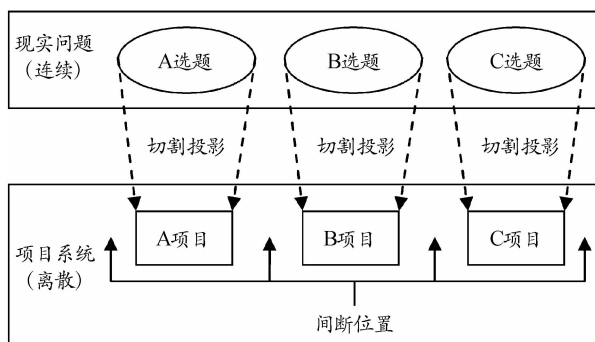 现实问题
（连续）
A选题
B选题
C选题
切割投影
切割投影
切割投影
项目系统
（离散）
A项目
B项目
C项目
间断位置